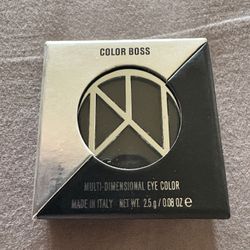 COLOR BOSS
MULTI-DIMENSIONAL EYE COLOR
MADE IN ITALY NET WT. 2.5 g / 0.08 OZ